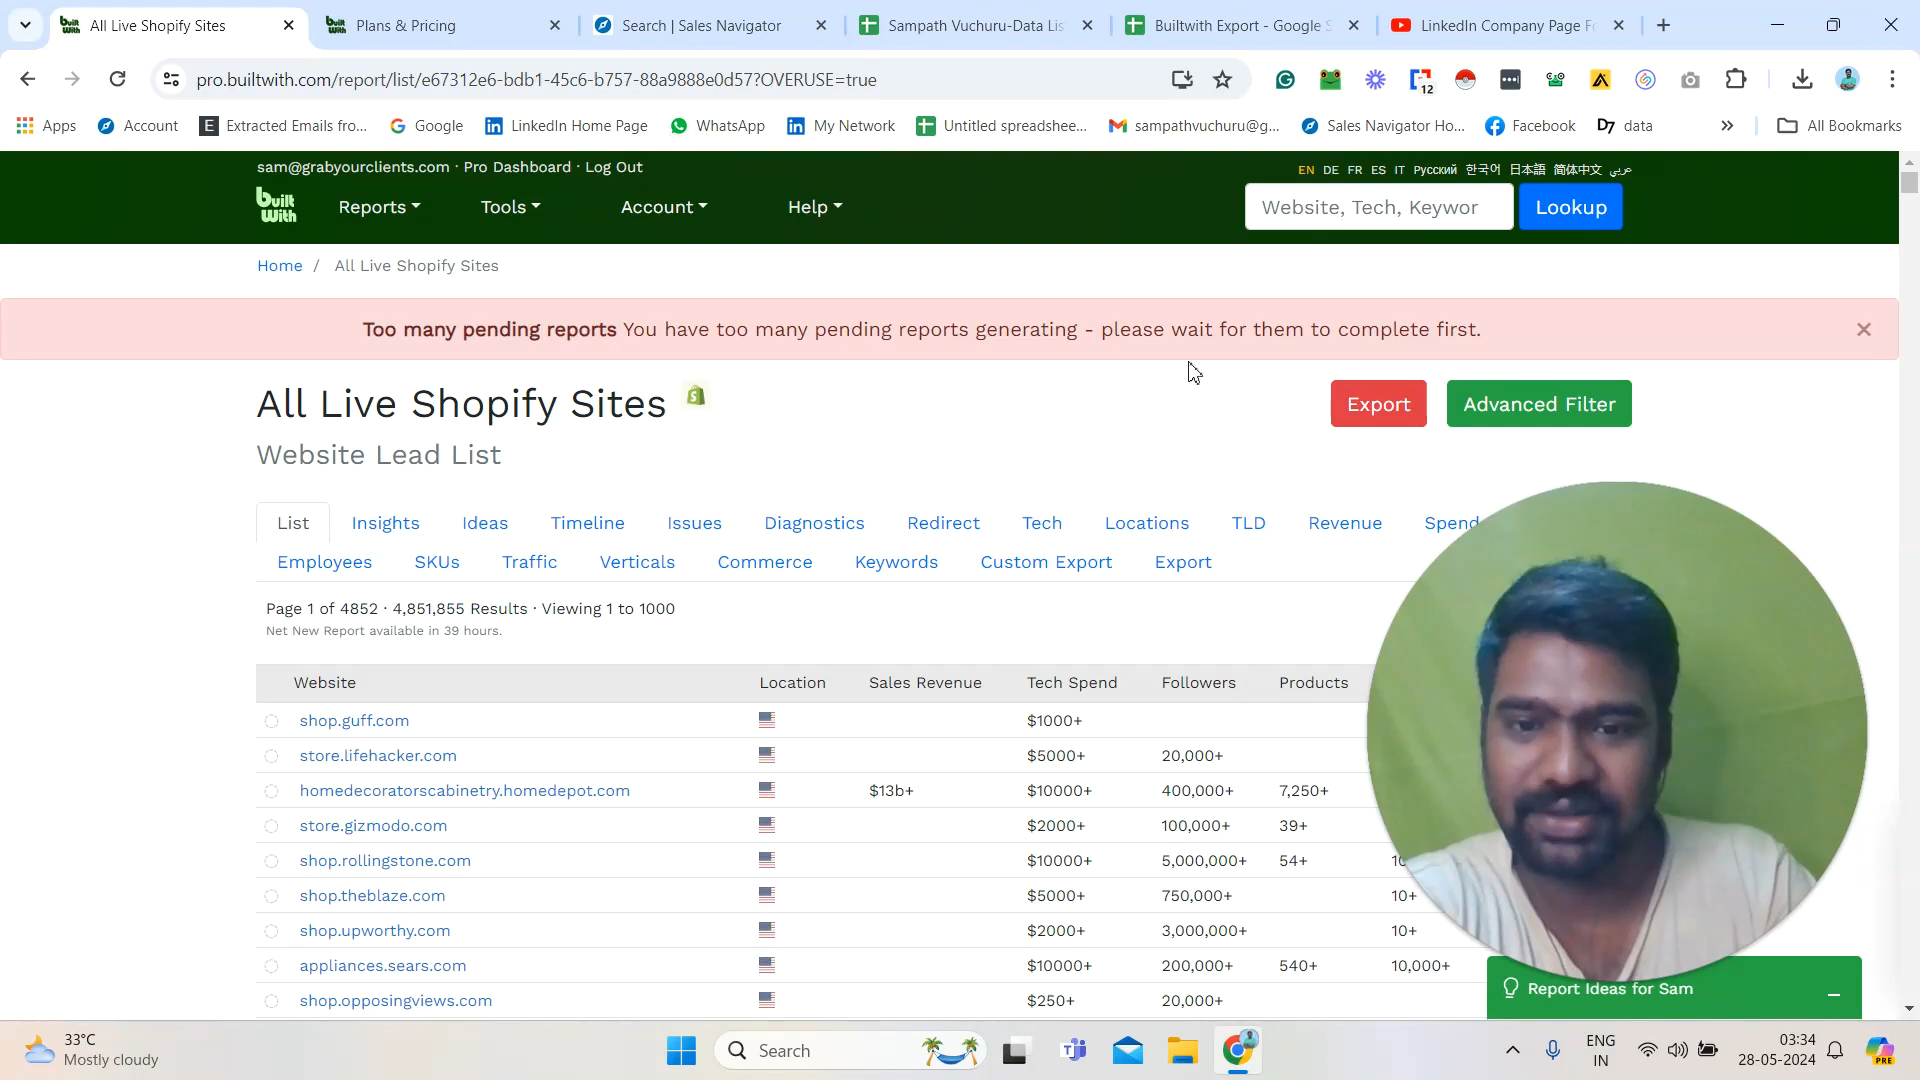 All Live Shopify Sites
Plans & Pricing
Search | Sales Navigator
Sampath Vuchuru-Data Lis
Builtwith Export - Google S
LinkedIn Company Page Fo
pro.builtwith.com/report/list/e67312e6-bdb1-45c6-b757-88a9888e0d57?OVERUSE=true
12
Apps
Account
Extracted Emails fro...
Google
LinkedIn Home Page
WhatsApp
My Network
Untitled spreadshee...
sampathvuchuru@g...
Sales Navigator Ho...
Facebook
data
All Bookmarks
sam@grabyourclients.com · Pro Dashboard · Log Out
EN DE FR ES IT Русский 한국어 日本語 简体中文 عربي
built With
Reports
Tools
Account
Help
Website, Tech, Keywor
Lookup
Home / All Live Shopify Sites
Too many pending reports You have too many pending reports generating - please wait for them to complete first.
All Live Shopify Sites
Export
Advanced Filter
Website Lead List
List Insights Ideas Timeline Issues Diagnostics Redirect Tech Locations TLD Revenue Spend
Employees SKUs Traffic Verticals Commerce Keywords Custom Export Export
Page 1 of 4852 · 4,851,855 Results · Viewing 1 to 1000
Net New Report available in 39 hours.
Website Location Sales Revenue Tech Spend Followers Products
shop.guff.com $1000+
store.lifehacker.com $5000+ 20,000+
homedecoratorscabinetry.homedepot.com $13b+ $10000+ 400,000+ 7,250+
store.gizmodo.com $2000+ 100,000+ 39+
shop.rollingstone.com $10000+ 5,000,000+ 54+
shop.theblaze.com $5000+ 750,000+ 10+
shop.upworthy.com $2000+ 3,000,000+ 10+
appliances.sears.com $10000+ 200,000+ 540+ 10,000+
shop.opposingviews.com $250+ 20,000+
Report Ideas for Sam
33°C
Mostly cloudy
Search
ENG
IN
03:34
28-05-2024
PRE